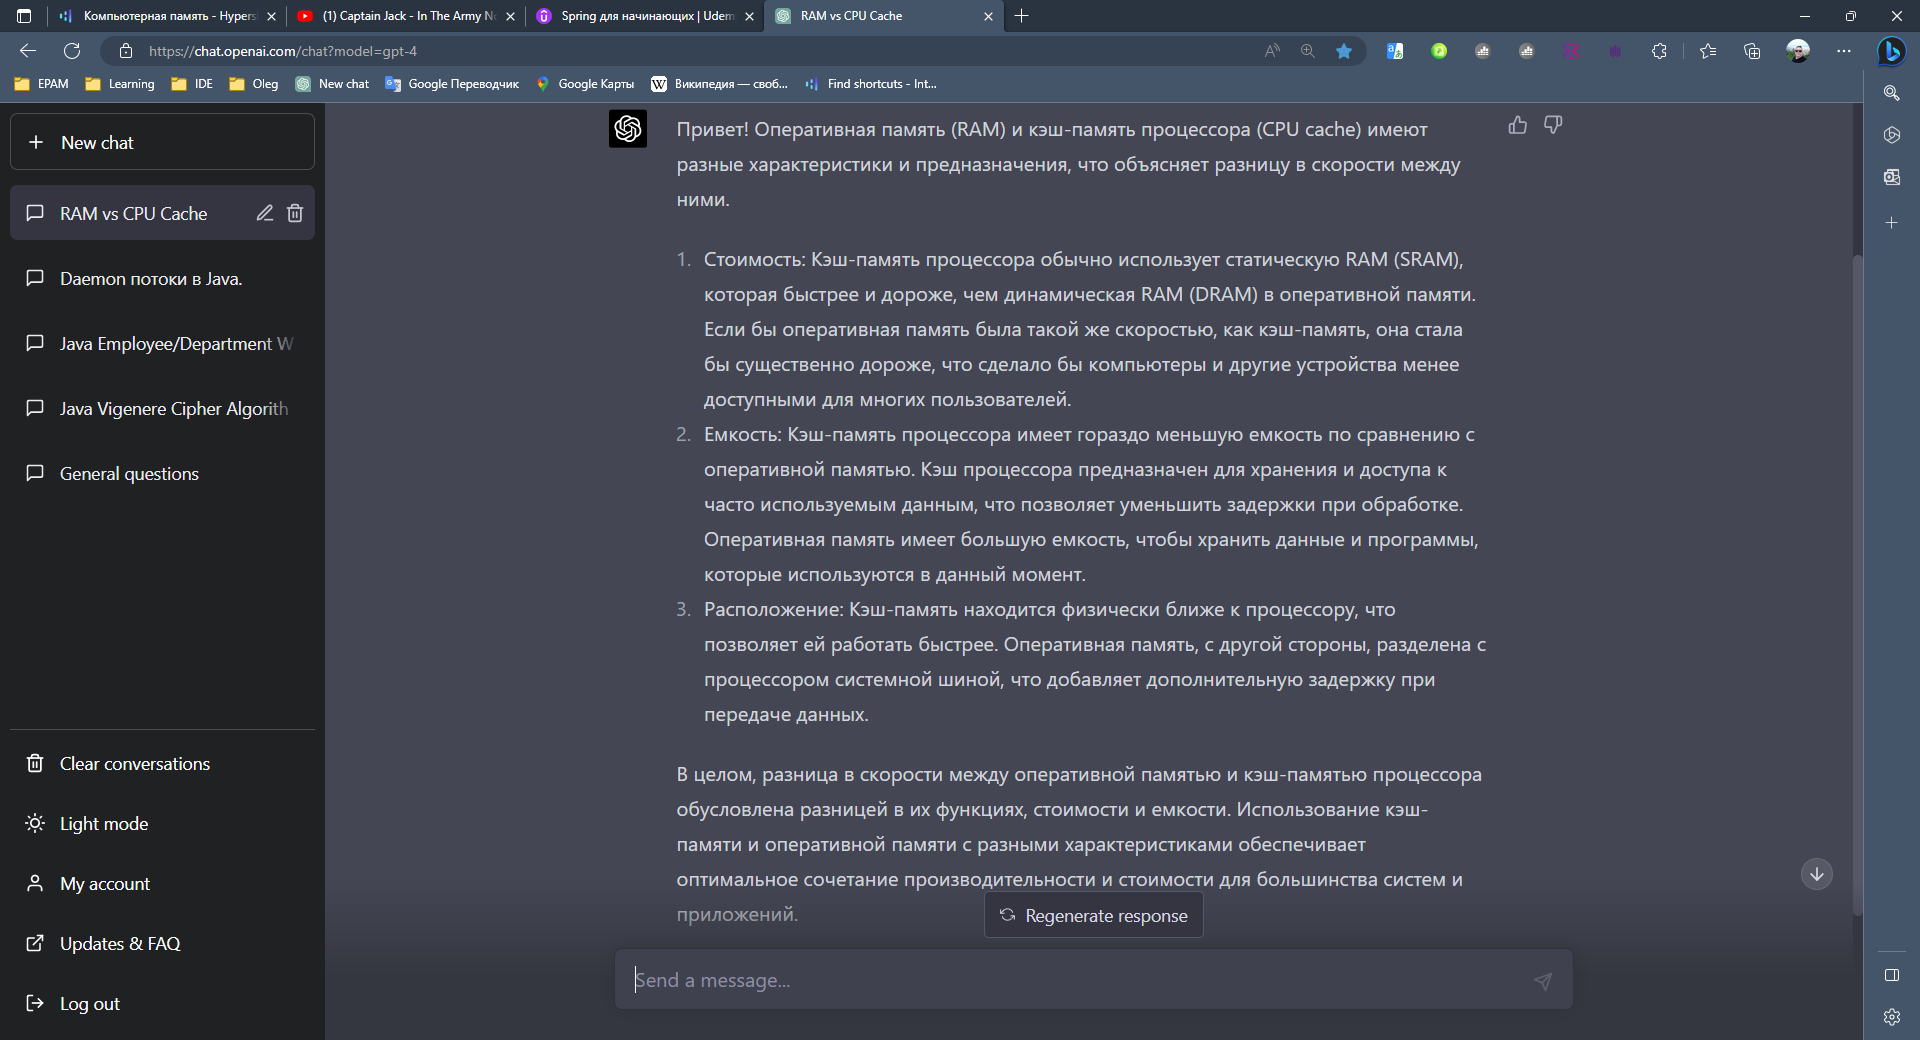 Компьютерная память - Hypers
(1) Captain Jack - In The Army N
Spring для начинающих | Udem
RAM vs CPU Cache
https://chat.openai.com/chat?model=gpt-4
EPAM
Learning
IDE
Oleg
New chat
Google Переводчик
Google Карты
Википедия — своб...
Find shortcuts - Int...
New chat
RAM vs CPU Cache
Daemon потоки в Java.
Java Employee/Department W
Java Vigenere Cipher Algorith
General questions
Clear conversations
Light mode
My account
Updates & FAQ
Log out
Привет! Оперативная память (RAM) и кэш-память процессора (CPU cache) имеют
разные характеристики и предназначения, что объясняет разницу в скорости между
ними.
1. Стоимость: Кэш-память процессора обычно использует статическую RAM (SRAM),
которая быстрее и дороже, чем динамическая RAM (DRAM) в оперативной памяти.
Если бы оперативная память была такой же скоростью, как кэш-память, она стала
бы существенно дороже, что сделало бы компьютеры и другие устройства менее
доступными для многих пользователей.
2. Емкость: Кэш-память процессора имеет гораздо меньшую емкость по сравнению с
оперативной памятью. Кэш процессора предназначен для хранения и доступа к
часто используемым данным, что позволяет уменьшить задержки при обработке.
Оперативная память имеет большую емкость, чтобы хранить данные и программы,
которые используются в данный момент.
3. Расположение: Кэш-память находится физически ближе к процессору, что
позволяет ей работать быстрее. Оперативная память, с другой стороны, разделена с
процессором системной шиной, что добавляет дополнительную задержку при
передаче данных.
В целом, разница в скорости между оперативной памятью и кэш-памятью процессора
обусловлена разницей в их функциях, стоимости и емкости. Использование кэш-
памяти и оперативной памяти с разными характеристиками обеспечивает
оптимальное сочетание производительности и стоимости для большинства систем и
приложений.
Regenerate response
Send a message...